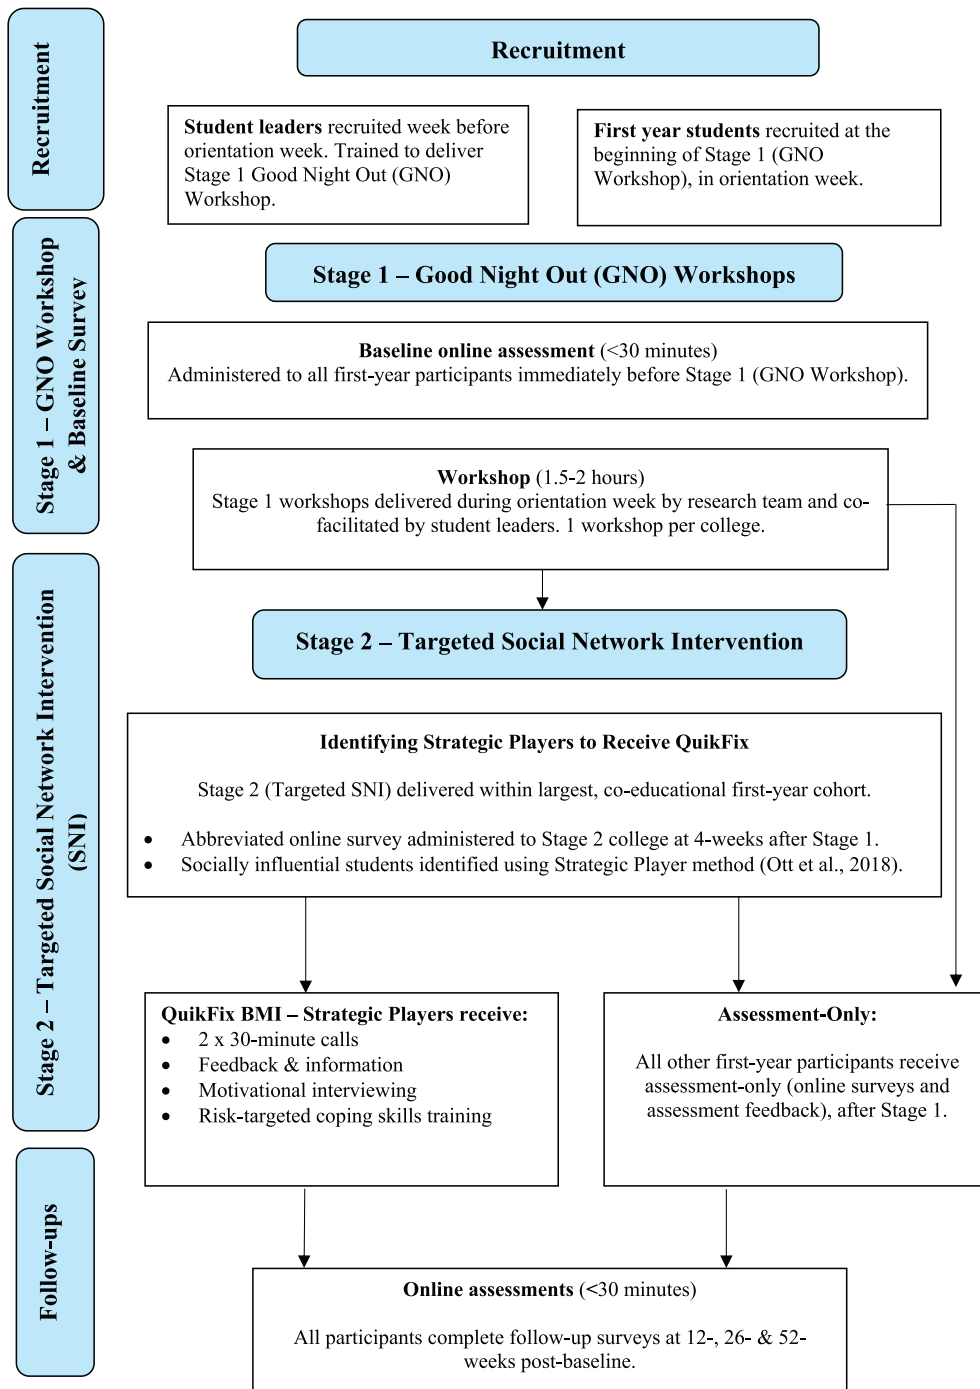 Recruitment
Recruitment
Student leaders recruited week before
orientation week. Trained to deliver
Stage 1 Good Night Out (GNO)
Workshop.
First year students recruited at the
beginning of Stage 1 (GNO
Workshop), in orientation week.
Stage 1 – GNO Workshop
& Baseline Survey
Stage 1 – Good Night Out (GNO) Workshops
Baseline online assessment (<30 minutes)
Administered to all first-year participants immediately before Stage 1 (GNO Workshop).
Workshop (1.5-2 hours)
Stage 1 workshops delivered during orientation week by research team and co-
facilitated by student leaders. 1 workshop per college.
Stage 2 – Targeted Social Network Intervention
(SNI)
Stage 2 – Targeted Social Network Intervention
Identifying Strategic Players to Receive QuikFix
Stage 2 (Targeted SNI) delivered within largest, co-educational first-year cohort.
• Abbreviated online survey administered to Stage 2 college at 4-weeks after Stage 1.
• Socially influential students identified using Strategic Player method (Ott et al., 2018).
QuikFix BMI – Strategic Players receive:
• 2 x 30-minute calls
• Feedback & information
• Motivational interviewing
• Risk-targeted coping skills training
Assessment-Only:
All other first-year participants receive
assessment-only (online surveys and
assessment feedback), after Stage 1.
Follow-ups
Online assessments (<30 minutes)
All participants complete follow-up surveys at 12-, 26- & 52-
weeks post-baseline.